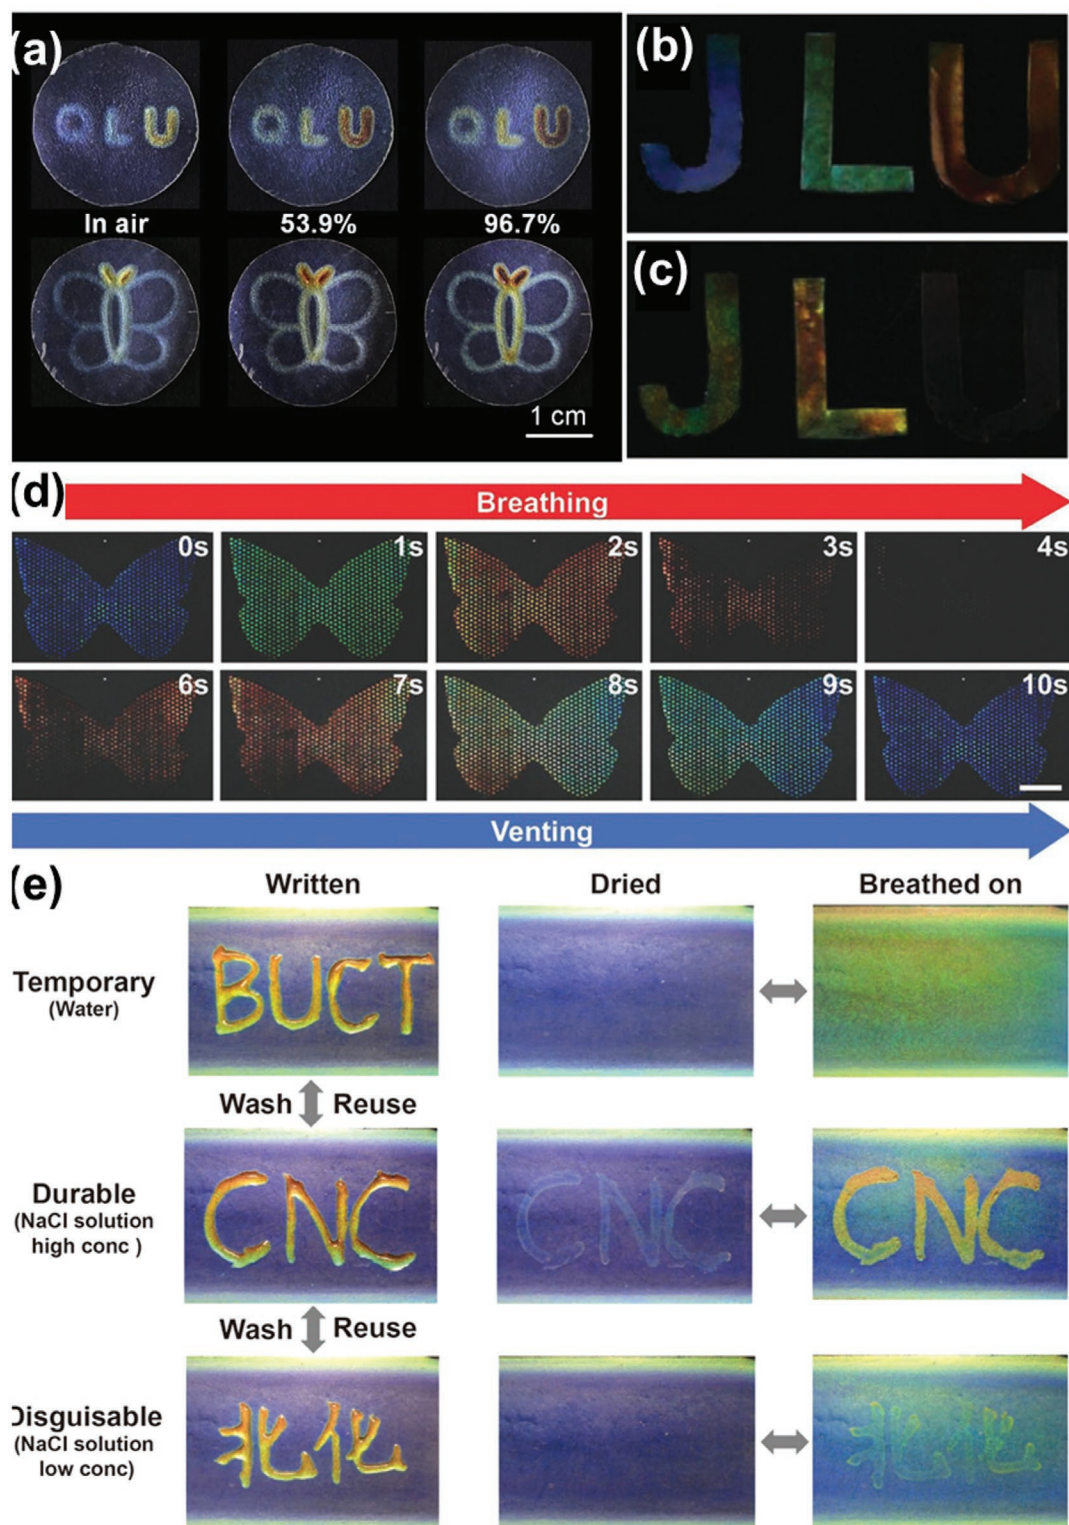 (a)
QLU QLU QLU
In air 53.9% 96.7%
1 cm
(b)
JLU
(c)
JLU
(d)
Breathing
0s 1s 2s 3s 4s
6s 7s 8s 9s 10s
Venting
(e)
Written Dried Breathed on
Temporary
(Water)
BUCT
Wash Reuse
Durable
(NaCl solution
high conc )
CNC CNC CNC
Wash Reuse
Disguisable
(NaCl solution
low conc)
北化 北化